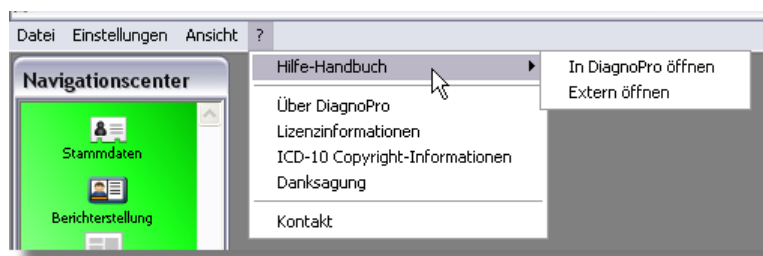 Datei Einstellungen Ansicht ?
Hilfe-Handbuch
In DiagnoPro öffnen
Extern öffnen
Über DiagnoPro
Lizenzinformationen
ICD-10 Copyright-Informationen
Danksagung
Kontakt
Navigationscenter
Stammdaten
Berichterstellung